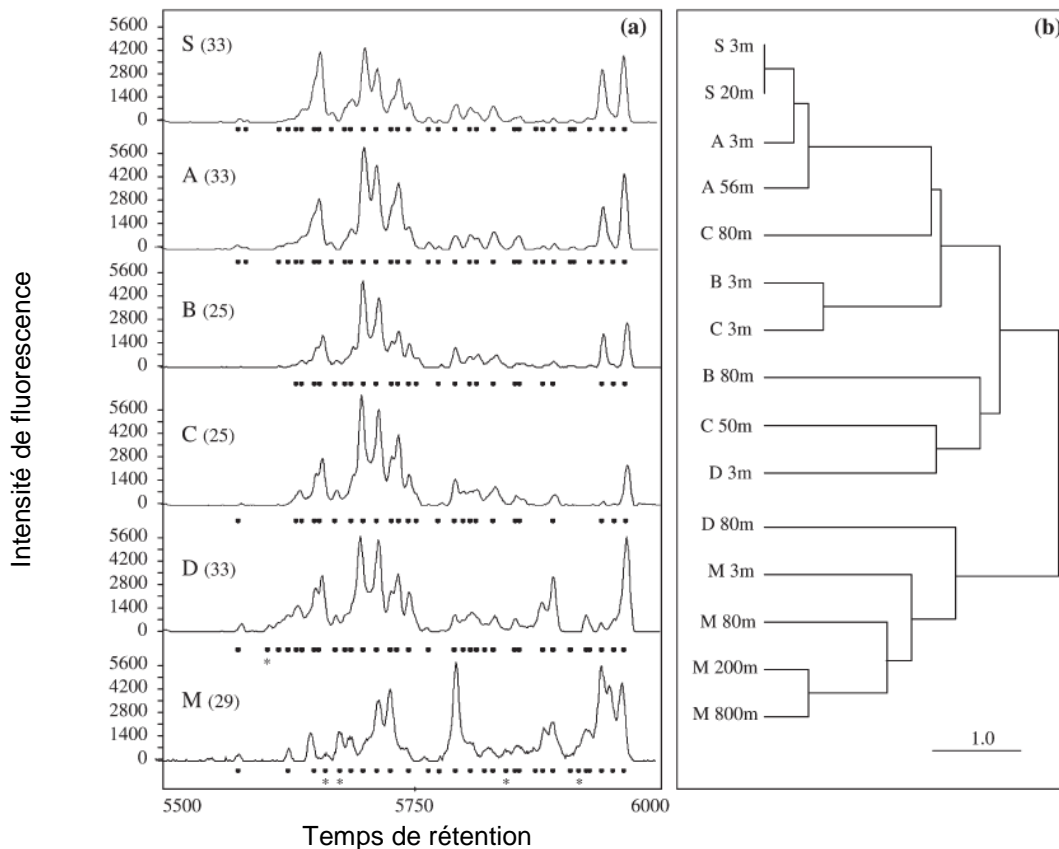 (a)
5600
4200
2800
1400
0
S (33)
5600
4200
2800
1400
0
A (33)
5600
4200
2800
1400
0
B (25)
5600
4200
2800
1400
0
C (25)
5600
4200
2800
1400
0
D (33)
*
5600
4200
2800
1400
0
M (29)
* * * *
5500 5750 6000
Temps de rétention
Intensité de fluorescence
(b)
S 3m
S 20m
A 3m
A 56m
C 80m
B 3m
C 3m
B 80m
C 50m
D 3m
D 80m
M 3m
M 80m
M 200m
M 800m
1.0